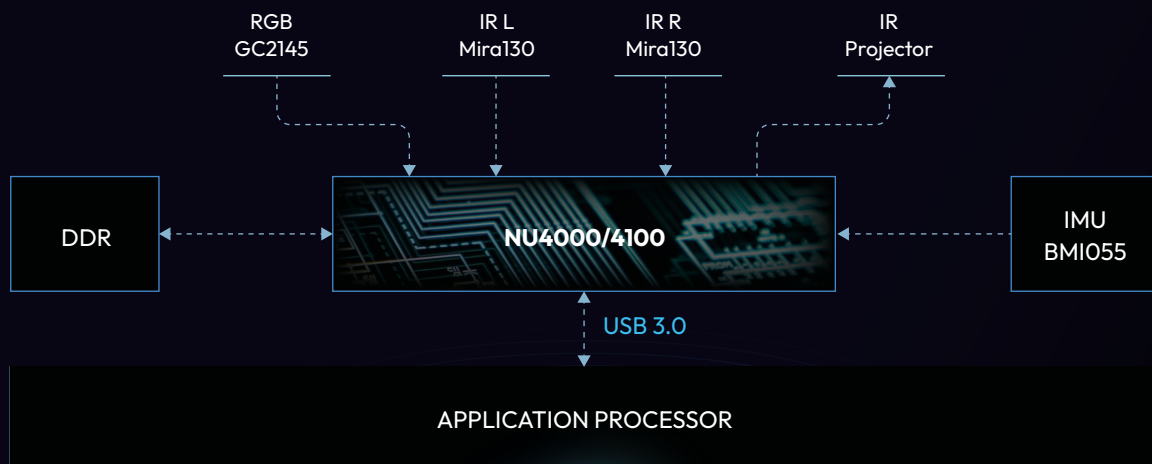 RGB
GC2145
IR L
Mira130
IR R
Mira130
IR
Projector
DDR
NU4000/4100
IMU
BMI055
USB 3.0
APPLICATION PROCESSOR